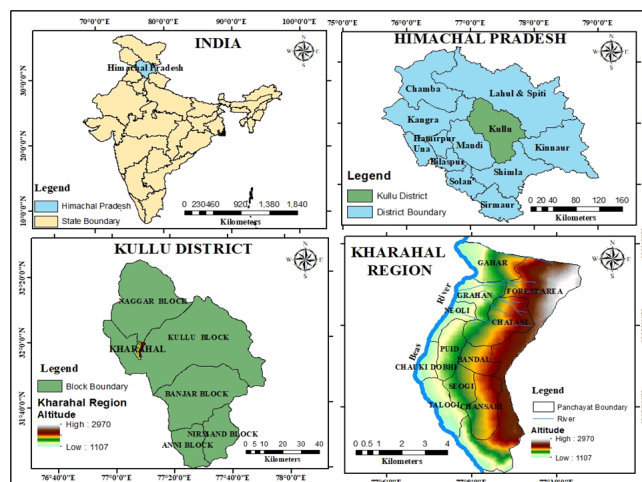 70°0'0"E 80°0'0"E 90°0'0"E 100°0'0"E
INDIA
Himachal Pradesh
30°0'0"N
20°0'0"N
10°0'0"N
Legend
Himachal Pradesh
State Boundary
0 230460 920 1,380 1,840
Kilometers
76°0'0"E 77°0'0"E 78°0'0"E 79°0'0"E
HIMACHAL PRADESH
Chamba
Lahul & Spiti
Kangra
Kullu
Hamirpur
Una
Mandi
Kinnaur
Bilaspur
Shimla
Solan
Sirmaur
Legend
Kullu District
District Boundary
0 20 40 80 120 160
Kilometers
KULLU DISTRICT
32°20'0"N
31°40'0"N
NAGGAR BLOCK
KULLU BLOCK
KHARAHAL
BANJAR BLOCK
NIRMAND BLOCK
ANNI BLOCK
Legend
Block Boundary
Kharahal Region
Altitude
High : 2970
Low : 1107
0 5 10 20 30 40
Kilometers
76°40'0"E 77°0'0"E 77°20'0"E 77°40'0"E 78°0'0"E
KHARAHAL
REGION
GAHAR
FOREST AREA
River
GRAHAN
NEOLI
CHATANI
Beas
PUID
BANDAL
CHAUKI DOBHI
SEOGI
TALOGI
CHANSARI
Legend
Panchayat Boundary
River
Altitude
High : 2970
Low : 1107
0 0.5 1 2 3 4
Kilometers